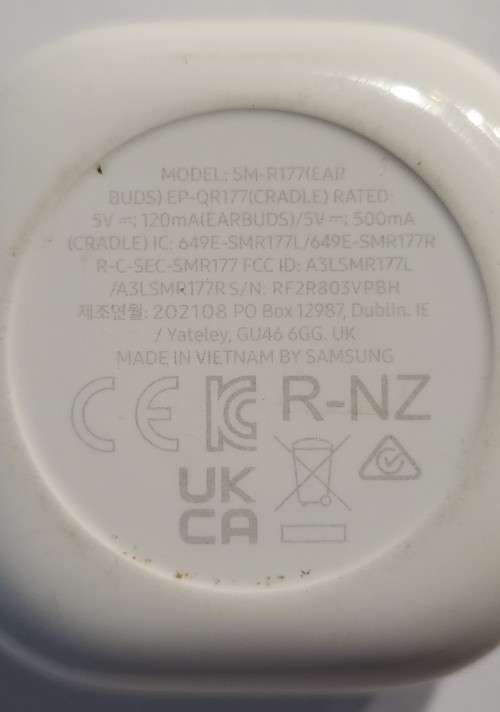 MODEL: SM-R177(EAR
BUDS) EP-QR177(CRADLE) RATED:
5V ⎓; 120mA(EARBUDS)/5V ⎓; 500mA
(CRADLE) IC: 649E-SMR177L/649E-SMR177R
R-C-SEC-SMR177 FCC ID: A3LSMR177L
/A3LSMR177R S/N: RF2R803VPBH
제조연월: 202108 PO Box 12987, Dublin. IE
/ Yateley, GU46 6GG. UK
MADE IN VIETNAM BY SAMSUNG
CE KC R-NZ
UK
CA